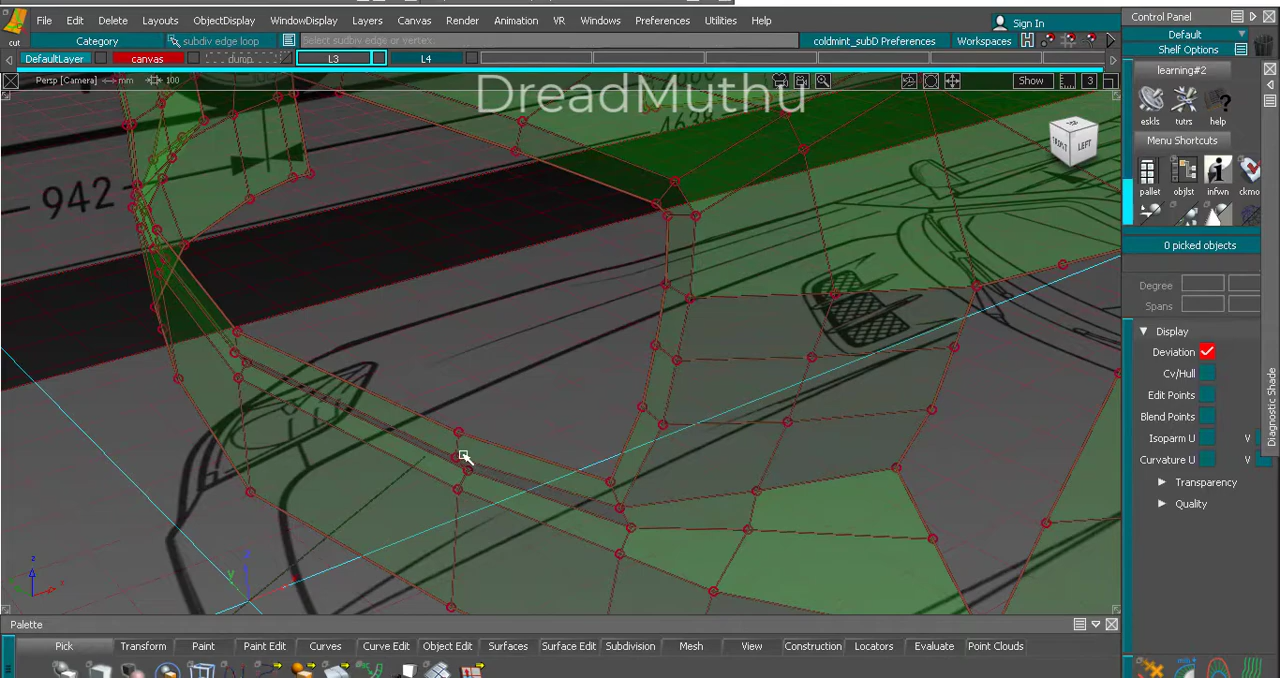 File Edit Delete Layouts ObjectDisplay WindowDisplay Layers Canvas Render Animation VR Windows Preferences Utilities Help
Sign In
cut
Category
subdiv edge loop
Select subdiv edge or vertex.
coldmint_subD Preferences
Workspaces
DefaultLayer canvas dump L3 L4
Persp [Camera] mm 100
DreadMuthu
Show
3
942
4638
TOP
LEFT
z
x
y
Control Panel
Default
Shelf Options
learning#2
eskls tutrs help
Menu Shortcuts
pallet objlst infwn ckmo
0 picked objects
Degree
Spans
Display
Deviation
Cv/Hull
Edit Points
Blend Points
Isoparm U V
Curvature U V
Transparency
Quality
Diagnostic Shade
Palette
Pick Transform Paint Paint Edit Curves Curve Edit Object Edit Surfaces Surface Edit Subdivision Mesh View Construction Locators Evaluate Point Clouds